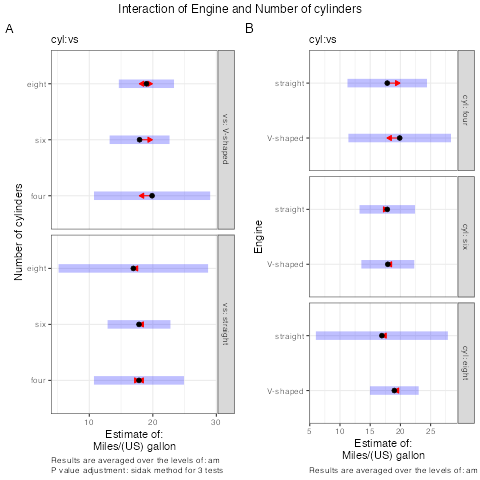 Interaction of Engine and Number of cylinders
A
cyl:vs
Number of cylinders
eight
six
four
vs: V-shaped
eight
six
four
vs: straight
10
20
30
Estimate of:
Miles/(US) gallon
Results are averaged over the levels of: am
P value adjustment: sidak method for 3 tests
B
cyl:vs
Engine
straight
V-shaped
cyl: four
straight
V-shaped
cyl: six
straight
V-shaped
cyl: eight
5
10
15
20
25
Estimate of:
Miles/(US) gallon
Results are averaged over the levels of: am